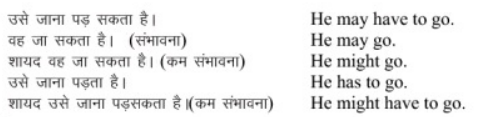 उसे जाना पड़ सकता है। He may have to go.
वह जा सकता है। (संभावना) He may go.
शायद वह जा सकता है। (कम संभावना) He might go.
उसे जाना पड़ता है। He has to go.
शायद उसे जाना पड़सकता है।(कम संभावना) He might have to go.